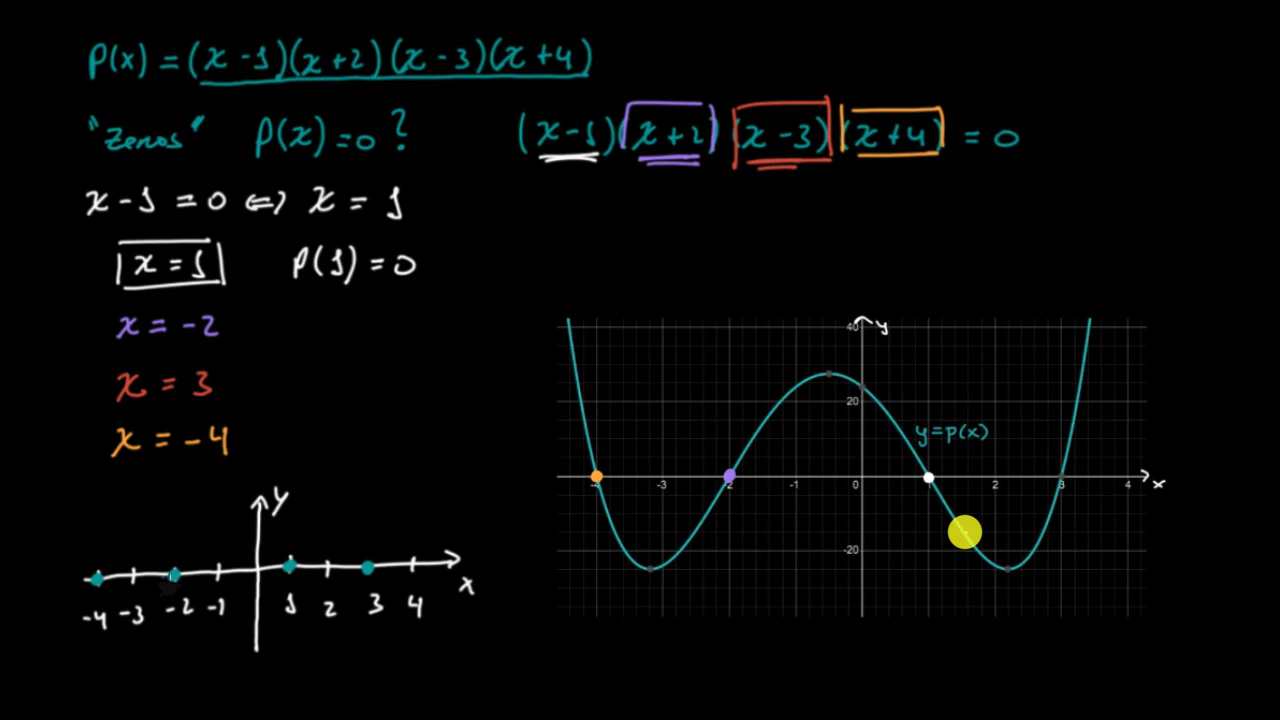 P(x) = (x - 1)(x + 2)(x - 3)(x + 4)
"Zeros" P(x) = 0 ? (x - 1)(x + 2)(x - 3)(x + 4) = 0
x - 1 = 0 ⇔ x = 1
x = 1 P(1) = 0
x = -2
x = 3
x = -4
y
-4 -3 -2 -1 1 2 3 4 x
40 y
20
y = p(x)
-4 -3 -2 -1 0 2 3 4 x
-20